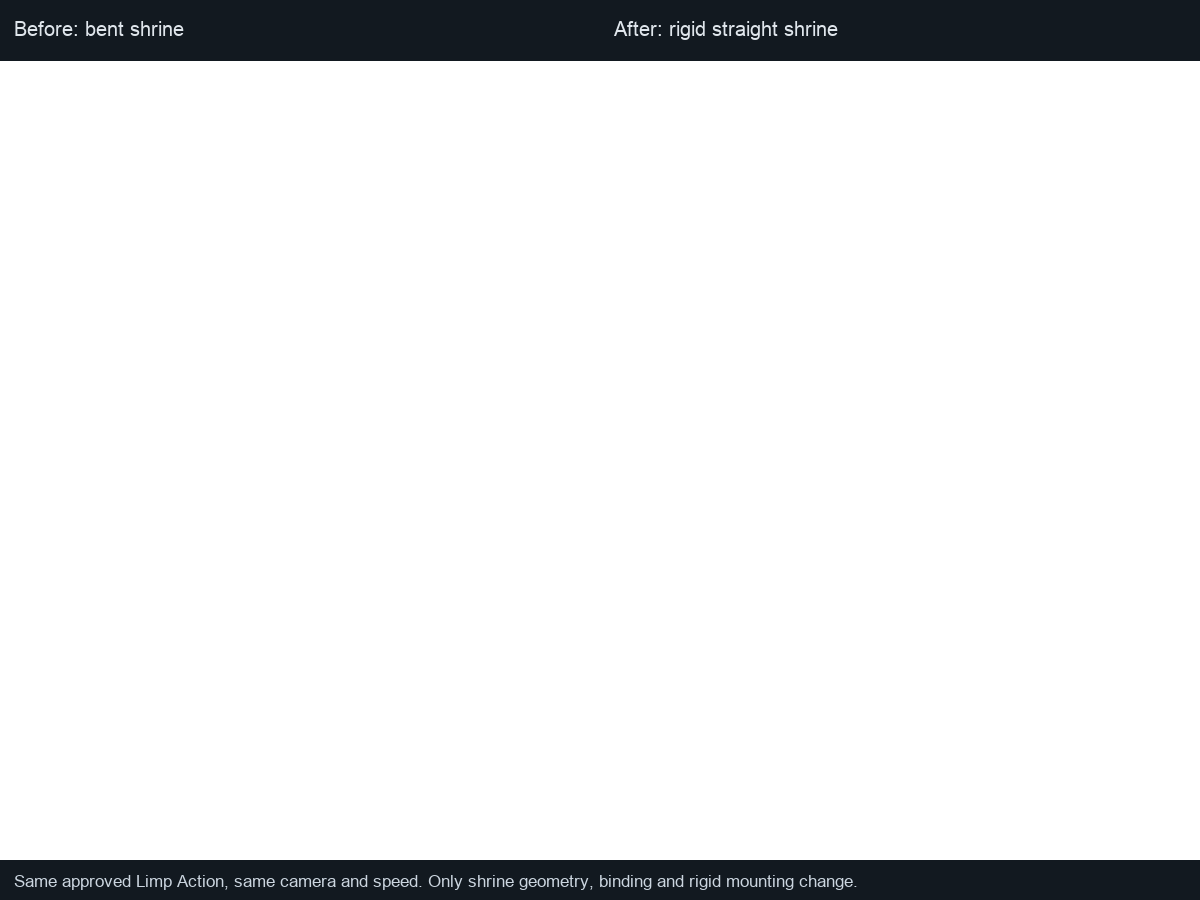 Before: bent shrine
After: rigid straight shrine
Same approved Limp Action, same camera and speed. Only shrine geometry, binding and rigid mounting change.